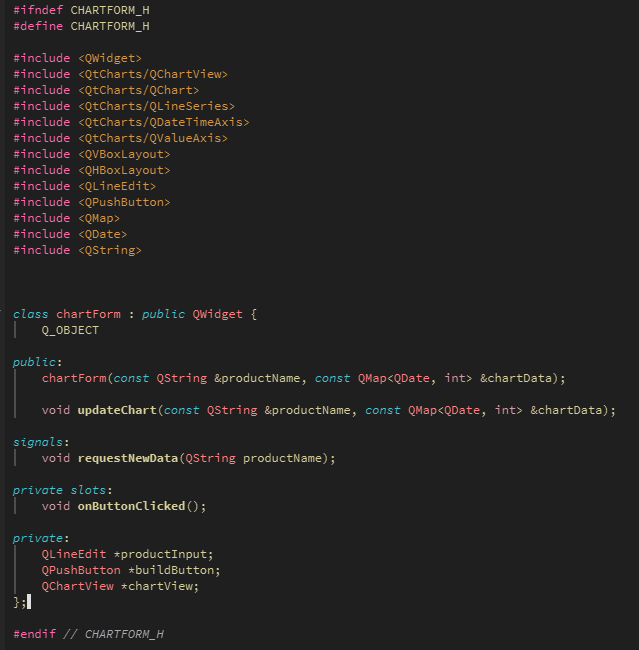 #ifndef CHARTFORM_H
#define CHARTFORM_H
#include <QWidget>
#include <QtCharts/QChartView>
#include <QtCharts/QChart>
#include <QtCharts/QLineSeries>
#include <QtCharts/QDateTimeAxis>
#include <QtCharts/QValueAxis>
#include <QVBoxLayout>
#include <QHBoxLayout>
#include <QLineEdit>
#include <QPushButton>
#include <QMap>
#include <QDate>
#include <QString>
class chartForm : public QWidget {
Q_OBJECT
public:
chartForm(const QString &productName, const QMap<QDate, int> &chartData);
void updateChart(const QString &productName, const QMap<QDate, int> &chartData);
signals:
void requestNewData(QString productName);
private slots:
void onButtonClicked();
private:
QLineEdit *productInput;
QPushButton *buildButton;
QChartView *chartView;
};
#endif // CHARTFORM_H